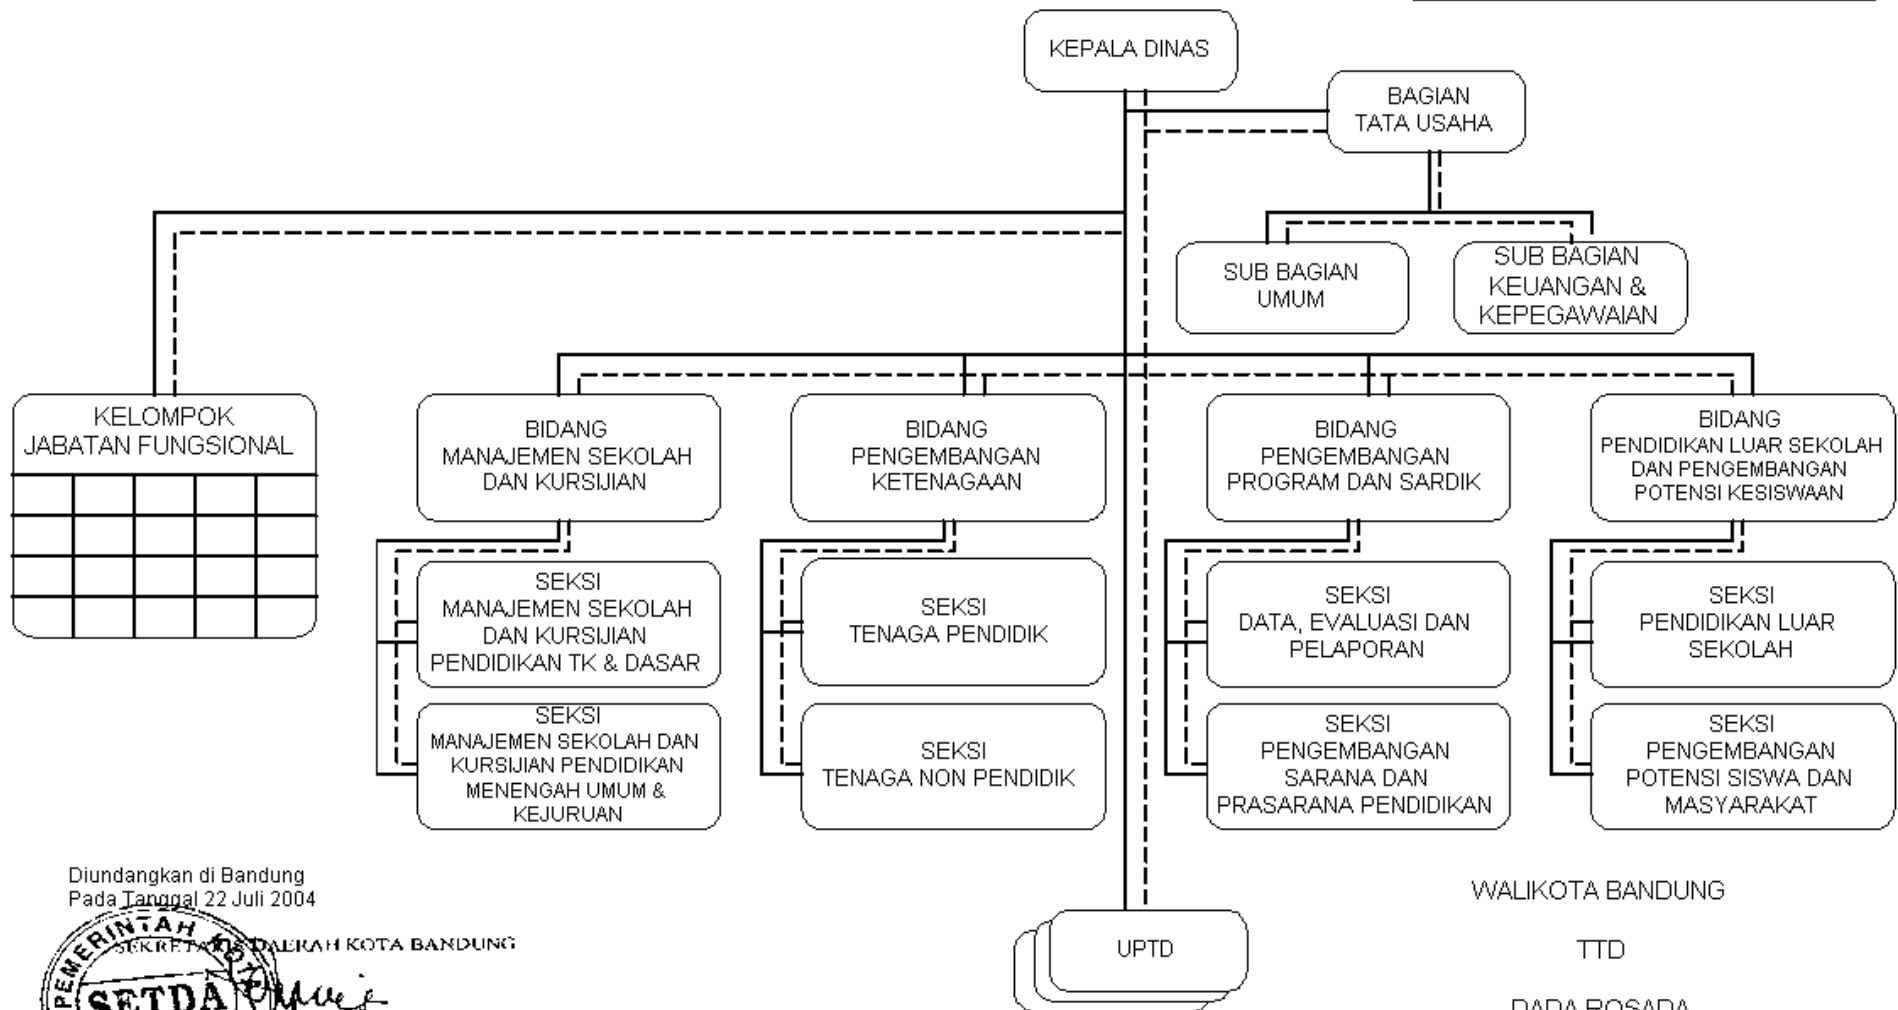 KEPALA DINAS
BAGIAN
TATA USAHA
SUB BAGIAN
UMUM
SUB BAGIAN
KEUANGAN &
KEPEGAWAIAN
KELOMPOK
JABATAN FUNGSIONAL
BIDANG
MANAJEMEN SEKOLAH
DAN KURSIJIAN
BIDANG
PENGEMBANGAN
KETENAGAAN
BIDANG
PENGEMBANGAN
PROGRAM DAN SARDIK
BIDANG
PENDIDIKAN LUAR SEKOLAH
DAN PENGEMBANGAN
POTENSI KESISWAAN
SEKSI
MANAJEMEN SEKOLAH
DAN KURSIJIAN
PENDIDIKAN TK & DASAR
SEKSI
TENAGA PENDIDIK
SEKSI
DATA, EVALUASI DAN
PELAPORAN
SEKSI
PENDIDIKAN LUAR
SEKOLAH
SEKSI
MANAJEMEN SEKOLAH DAN
KURSIJIAN PENDIDIKAN
MENENGAH UMUM &
KEJURUAN
SEKSI
TENAGA NON PENDIDIK
SEKSI
PENGEMBANGAN
SARANA DAN
PRASARANA PENDIDIKAN
SEKSI
PENGEMBANGAN
POTENSI SISWA DAN
MASYARAKAT
Diundangkan di Bandung
Pada Tanggal 22 Juli 2004
SEKRETARIS DAERAH KOTA BANDUNG
PEMERINTAH KOTA
SETDA
UPTD
WALIKOTA BANDUNG
TTD
DADA ROSADA